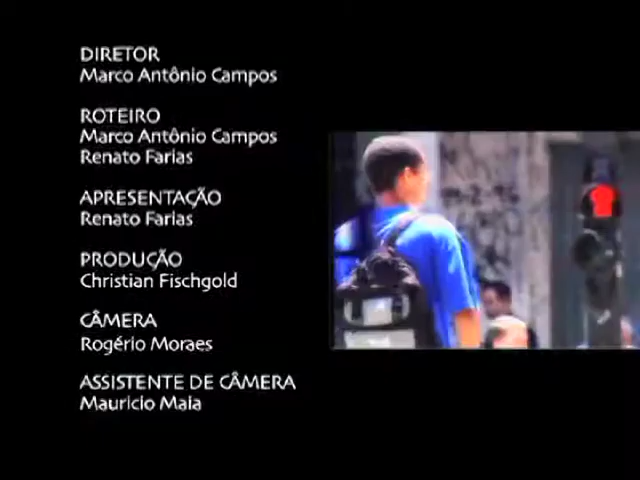 DIRETOR
Marco Antônio Campos
ROTEIRO
Marco Antônio Campos
Renato Farias
APRESENTAÇÃO
Renato Farias
PRODUÇÃO
Christian Fischgold
CÂMERA
Rogério Moraes
ASSISTENTE DE CÂMERA
Mauricio Maia